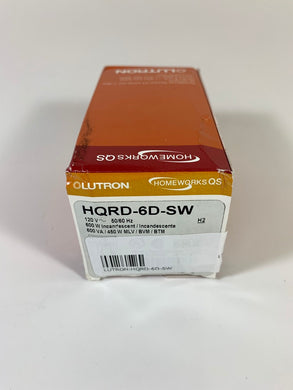 LUTRON
HOMEWORKS QS
LUTRON
HOMEWORKS QS
HQRD-6D-SW
120 V~ 50/60 Hz
H2
600 W Incandescent / Incandescente
600 VA / 450 W MLV / BVM / BTM
LUTRON-HQRD-6D-SW